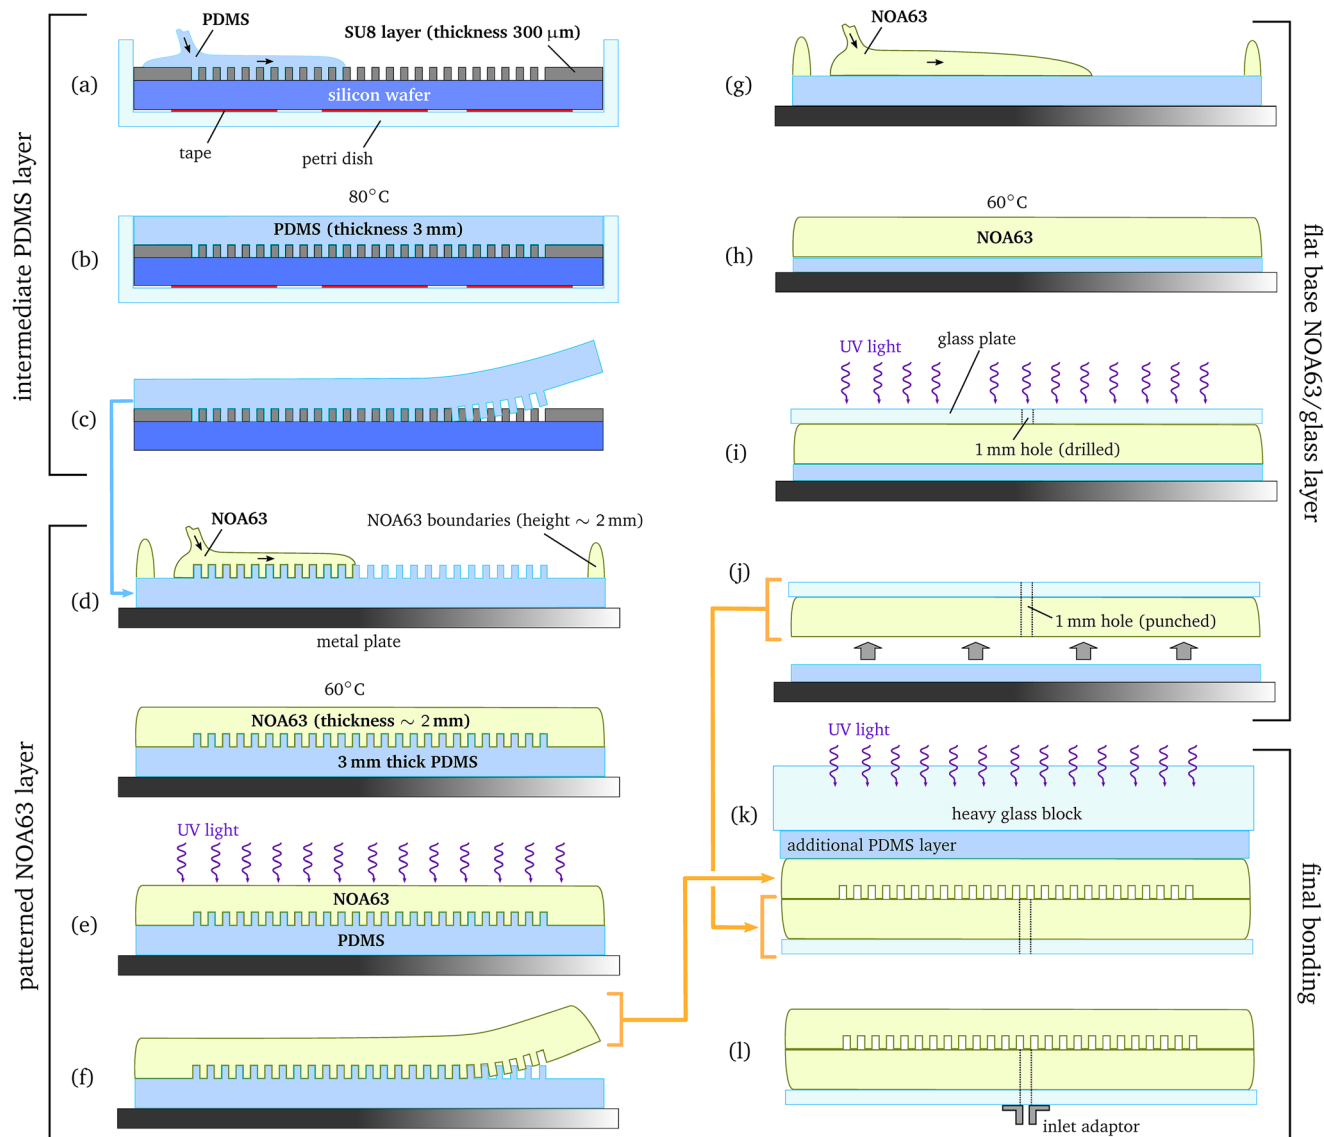 intermediate PDMS layer
(a)
PDMS
SU8 layer (thickness 300 μm)
silicon wafer
tape
petri dish
80°C
(b)
PDMS (thickness 3 mm)
(c)
patterned NOA63 layer
(d)
NOA63
NOA63 boundaries (height ∼ 2 mm)
metal plate
60°C
NOA63 (thickness ∼ 2 mm)
3 mm thick PDMS
UV light
(e)
NOA63
PDMS
(f)
flat base NOA63/glass layer
(g)
NOA63
60°C
(h)
NOA63
UV light
glass plate
(i)
1 mm hole (drilled)
(j)
1 mm hole (punched)
final bonding
UV light
(k)
heavy glass block
additional PDMS layer
(l)
inlet adaptor